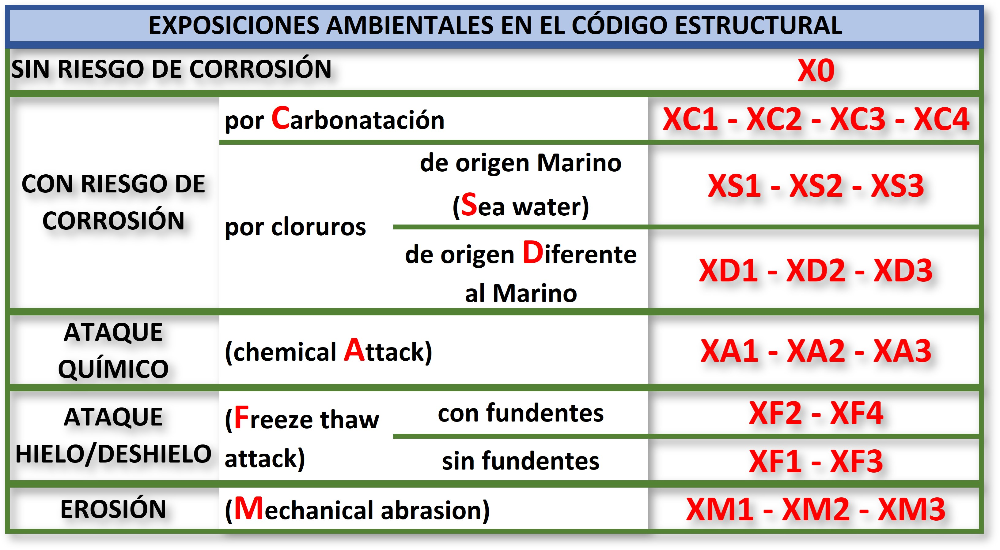 EXPOSICIONES AMBIENTALES EN EL CÓDIGO ESTRUCTURAL
SIN RIESGO DE CORROSIÓN
X0
CON RIESGO DE
CORROSIÓN
por Carbonatación
XC1 - XC2 - XC3 - XC4
por cloruros
de origen Marino
(Sea water)
XS1 - XS2 - XS3
de origen Diferente
al Marino
XD1 - XD2 - XD3
ATAQUE
QUÍMICO
(chemical Attack)
XA1 - XA2 - XA3
ATAQUE
HIELO/DESHIELO
(Freeze thaw
attack)
con fundentes
XF2 - XF4
sin fundentes
XF1 - XF3
EROSIÓN
(Mechanical abrasion)
XM1 - XM2 - XM3